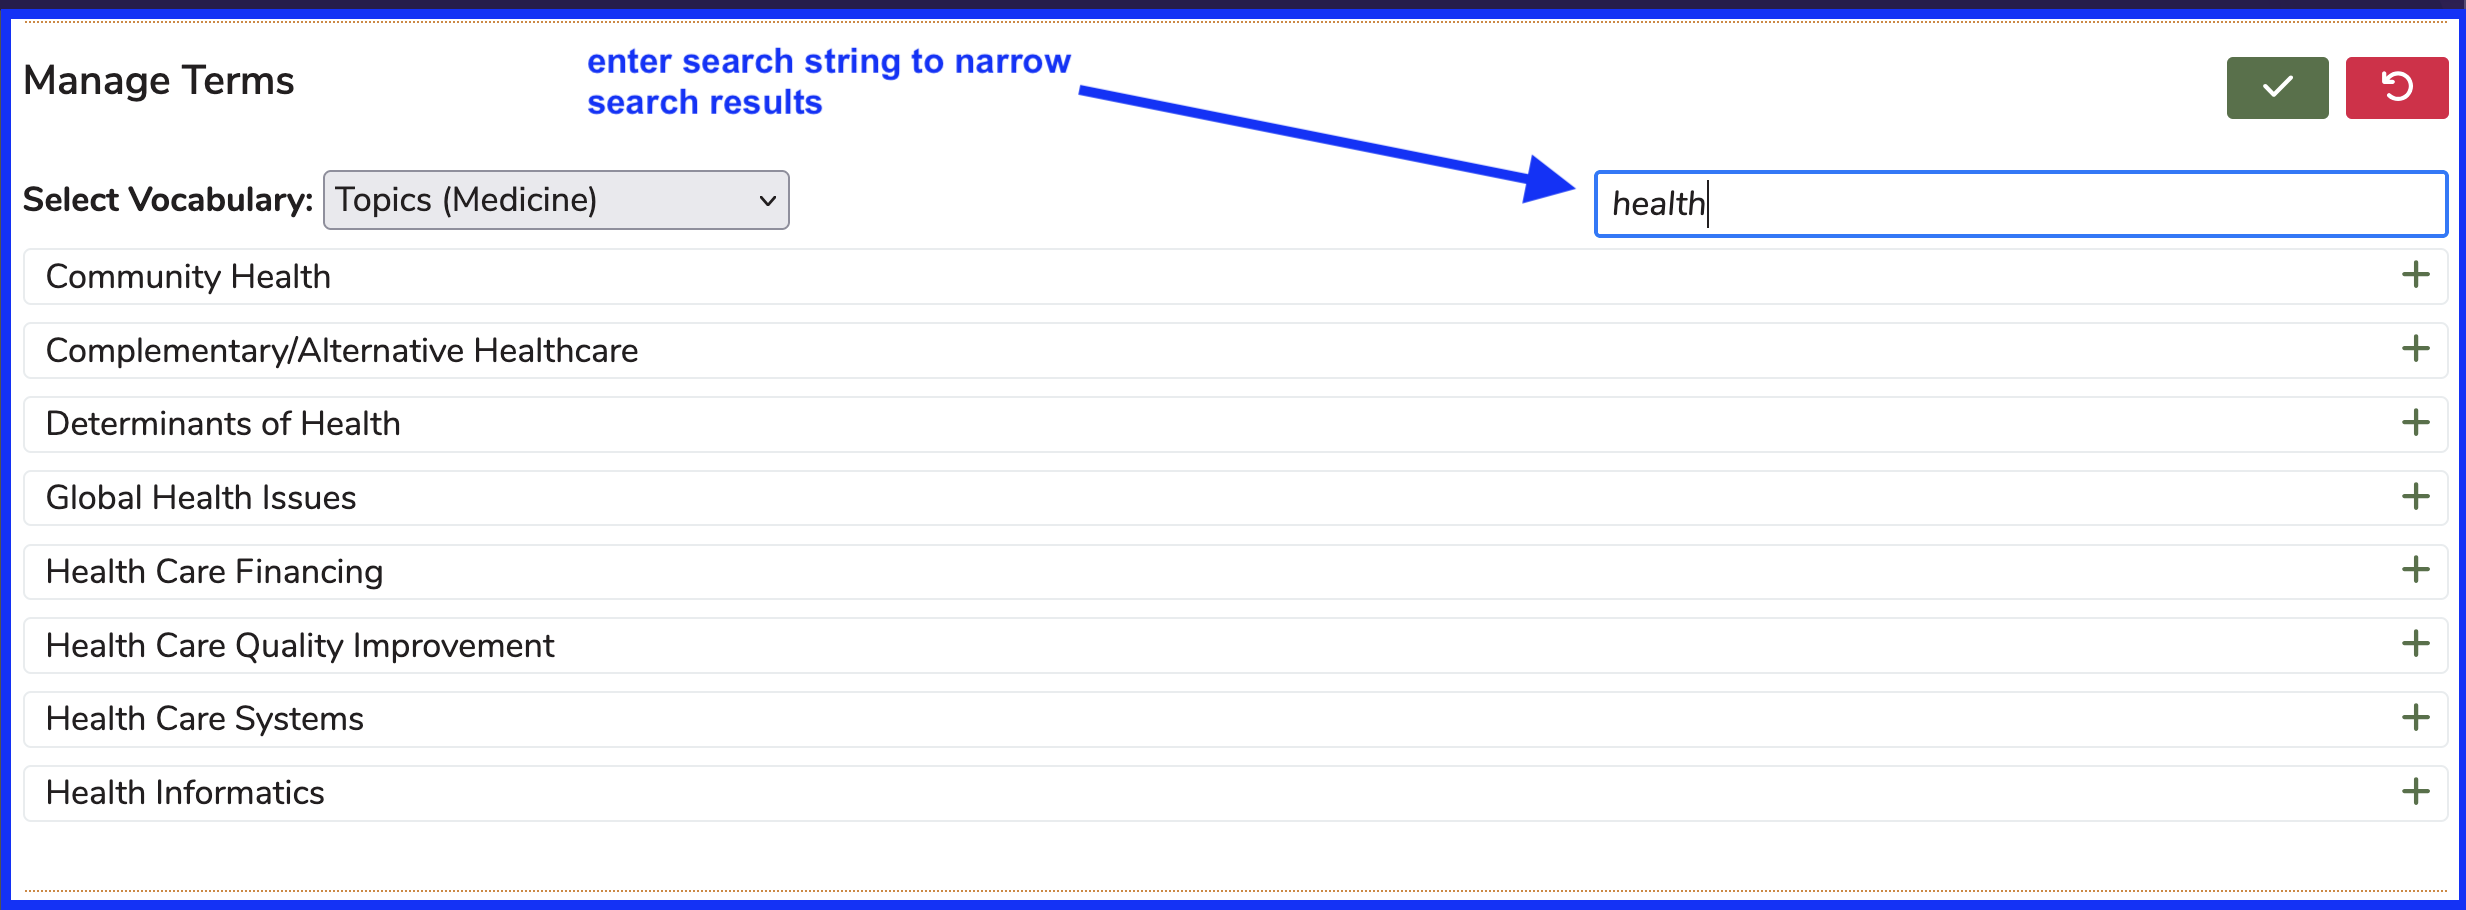 Manage Terms
enter search string to narrow
search results
Select Vocabulary: Topics (Medicine)
health
Community Health
Complementary/Alternative Healthcare
Determinants of Health
Global Health Issues
Health Care Financing
Health Care Quality Improvement
Health Care Systems
Health Informatics